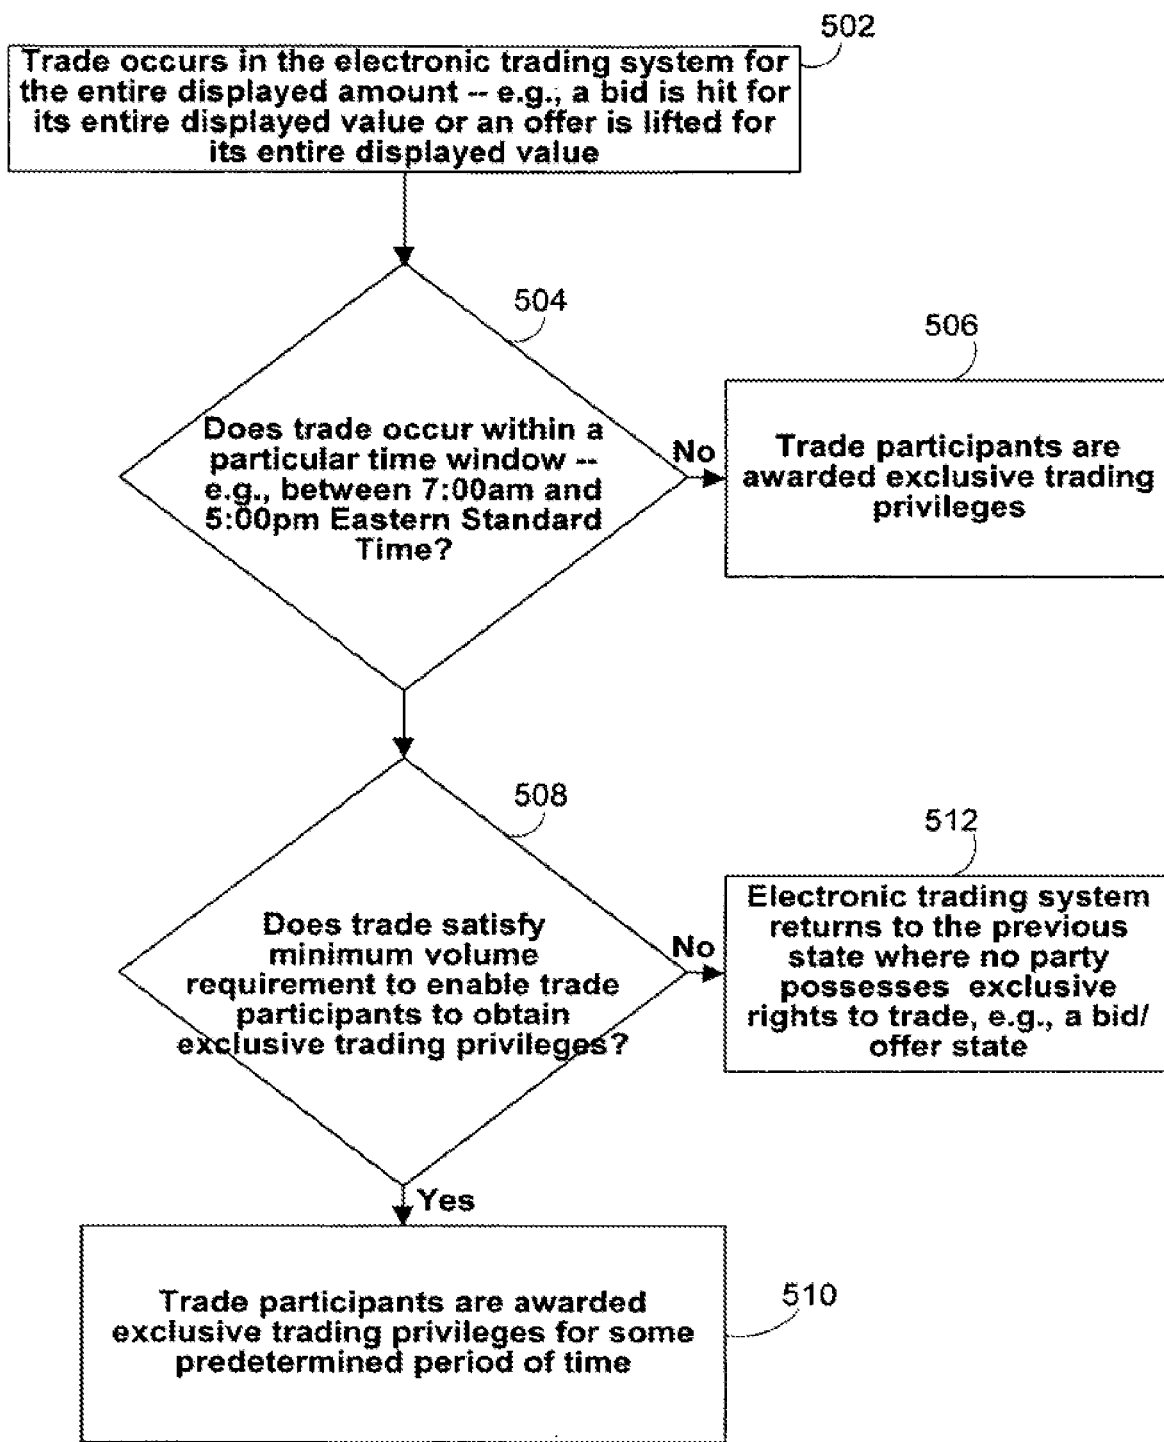 502
Trade occurs in the electronic trading system for
the entire displayed amount -- e.g., a bid is hit for
its entire displayed value or an offer is lifted for
its entire displayed value
504
Does trade occur within a
particular time window --
e.g., between 7:00am and
5:00pm Eastern Standard
Time?
No
506
Trade participants are
awarded exclusive trading
privileges
508
Does trade satisfy
minimum volume
requirement to enable trade
participants to obtain
exclusive trading privileges?
No
512
Electronic trading system
returns to the previous
state where no party
possesses exclusive
rights to trade, e.g., a bid/
offer state
Yes
Trade participants are awarded
exclusive trading privileges for some
predetermined period of time
510